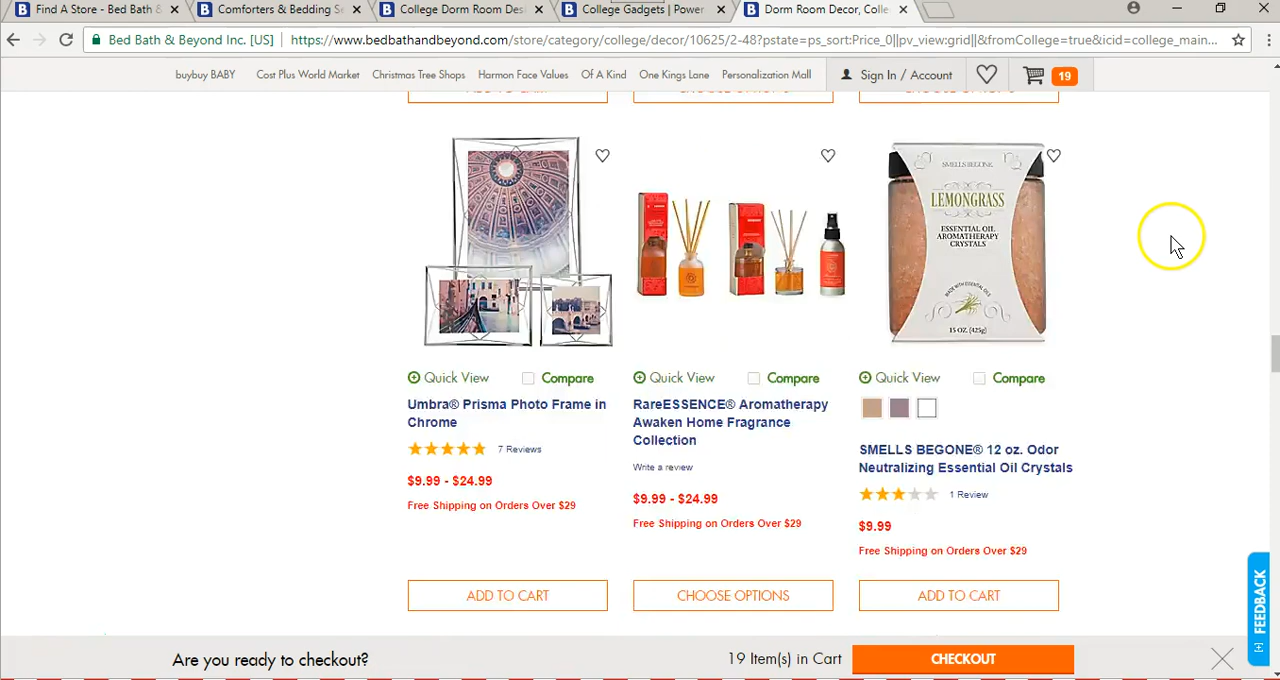 Find A Store - Bed Bath &
Comforters & Bedding Se
College Dorm Room Des
College Gadgets | Power
Dorm Room Decor, Colle
Bed Bath & Beyond Inc. [US]
https://www.bedbathandbeyond.com/store/category/college/decor/10625/2-48?pstate=ps_sort:Price_0||pv_view:grid||&fromCollege=true&icid=college_main...
buybuy BABY
Cost Plus World Market
Christmas Tree Shops
Harmon Face Values
Of A Kind
One Kings Lane
Personalization Mall
Sign In / Account
19
SMELLS BEGONE
LEMONGRASS
ESSENTIAL OIL
AROMATHERAPY
CRYSTALS
MADE WITH ESSENTIAL OILS
15 OZ. (425g)
Quick View
Compare
Quick View
Compare
Quick View
Compare
Umbra® Prisma Photo Frame in
Chrome
7 Reviews
$9.99 - $24.99
Free Shipping on Orders Over $29
RareESSENCE® Aromatherapy
Awaken Home Fragrance
Collection
Write a review
$9.99 - $24.99
Free Shipping on Orders Over $29
SMELLS BEGONE® 12 oz. Odor
Neutralizing Essential Oil Crystals
1 Review
$9.99
Free Shipping on Orders Over $29
ADD TO CART
CHOOSE OPTIONS
ADD TO CART
FEEDBACK
Are you ready to checkout?
19 Item(s) in Cart
CHECKOUT